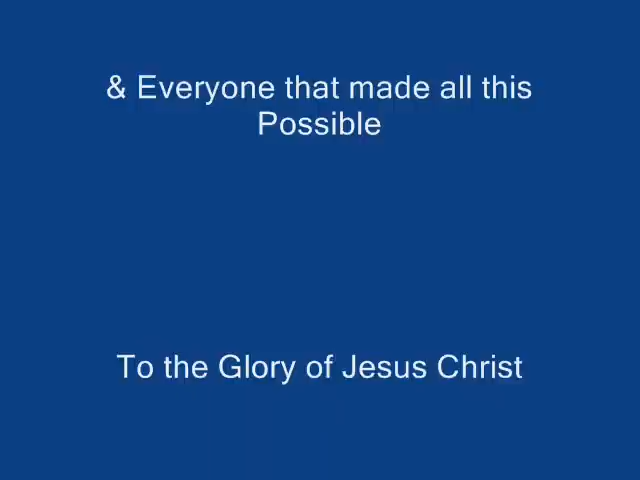 & Everyone that made all this
Possible
To the Glory of Jesus Christ